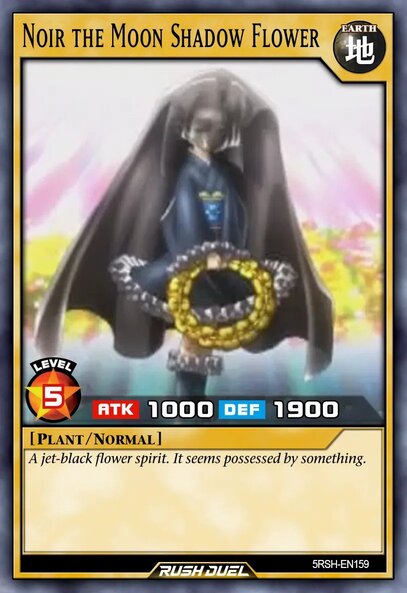 Noir the Moon Shadow Flower
EARTH
地
LEVEL
5
ATK 1000 DEF 1900
[Plant/Normal]
A jet-black flower spirit. It seems possessed by something.
5RSH-EN159
RUSH DUEL